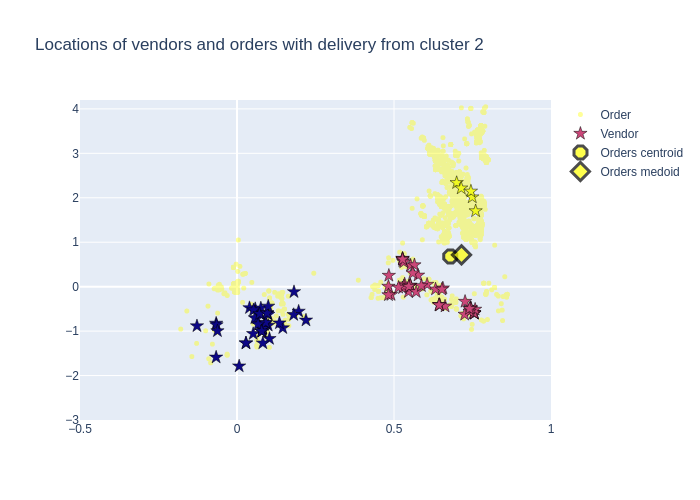 Locations of vendors and orders with delivery from cluster 2
Order
Vendor
Orders centroid
Orders medoid
4
3
2
1
0
−1
−2
−3
−0.5
0
0.5
1